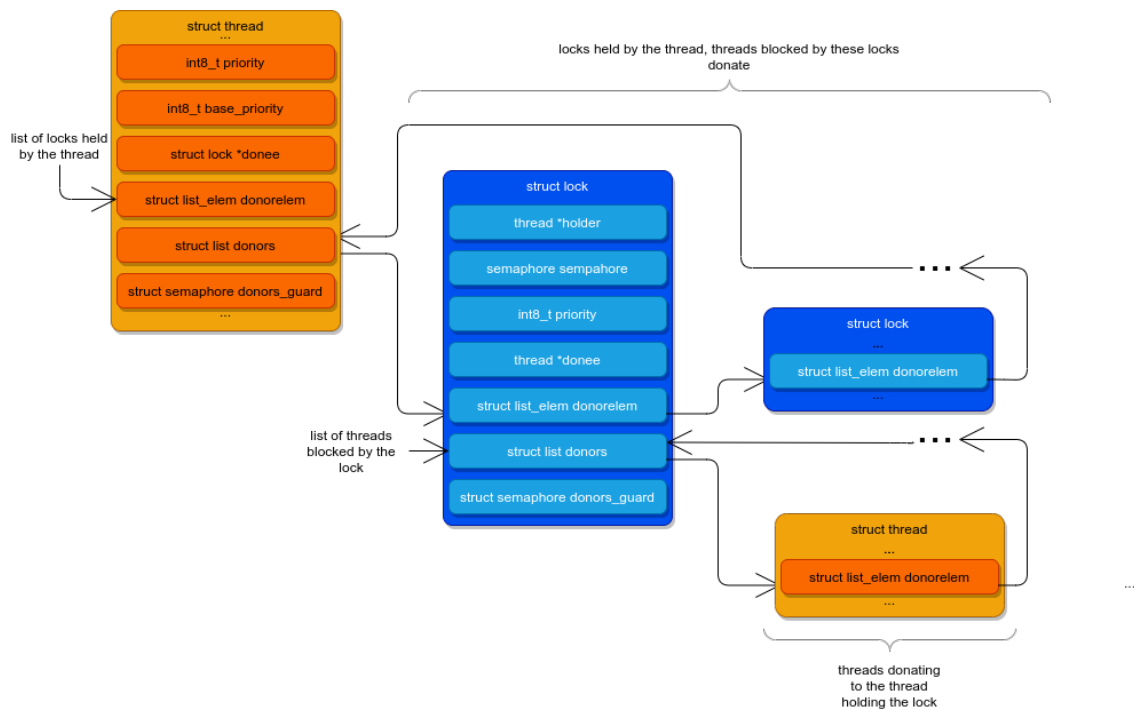 struct thread
...
int8_t priority
int8_t base_priority
struct lock *donee
struct list_elem donorelem
struct list donors
struct semaphore donors_guard
...
list of locks held
by the thread
locks held by the thread, threads blocked by these locks
donate
struct lock
thread *holder
semaphore sempahore
int8_t priority
thread *donee
struct list_elem donorelem
struct list donors
struct semaphore donors_guard
list of threads
blocked by the
lock
...
struct lock
...
struct list_elem donorelem
...
...
struct thread
...
struct list_elem donorelem
...
...
threads donating
to the thread
holding the lock